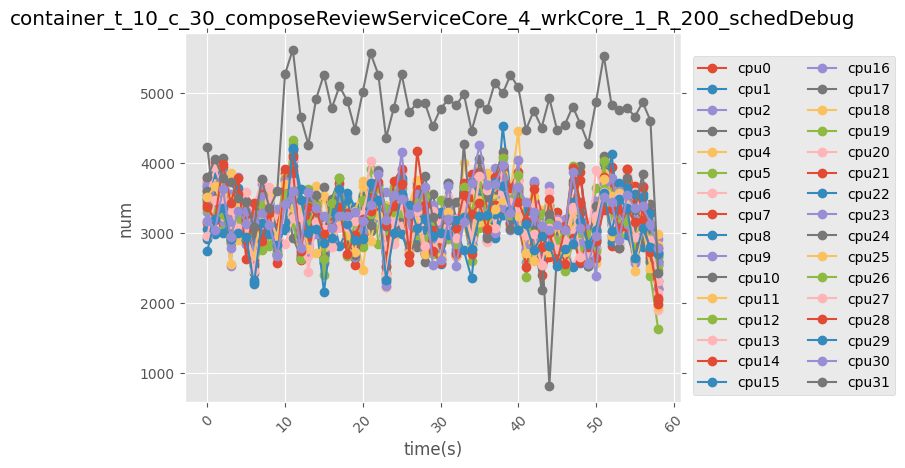 container_t_10_c_30_composeReviewServiceCore_4_wrkCore_1_R_200_schedDebug
num
5000
4000
3000
2000
1000
0
10
20
30
40
50
60
time(s)
cpu0
cpu1
cpu2
cpu3
cpu4
cpu5
cpu6
cpu7
cpu8
cpu9
cpu10
cpu11
cpu12
cpu13
cpu14
cpu15
cpu16
cpu17
cpu18
cpu19
cpu20
cpu21
cpu22
cpu23
cpu24
cpu25
cpu26
cpu27
cpu28
cpu29
cpu30
cpu31